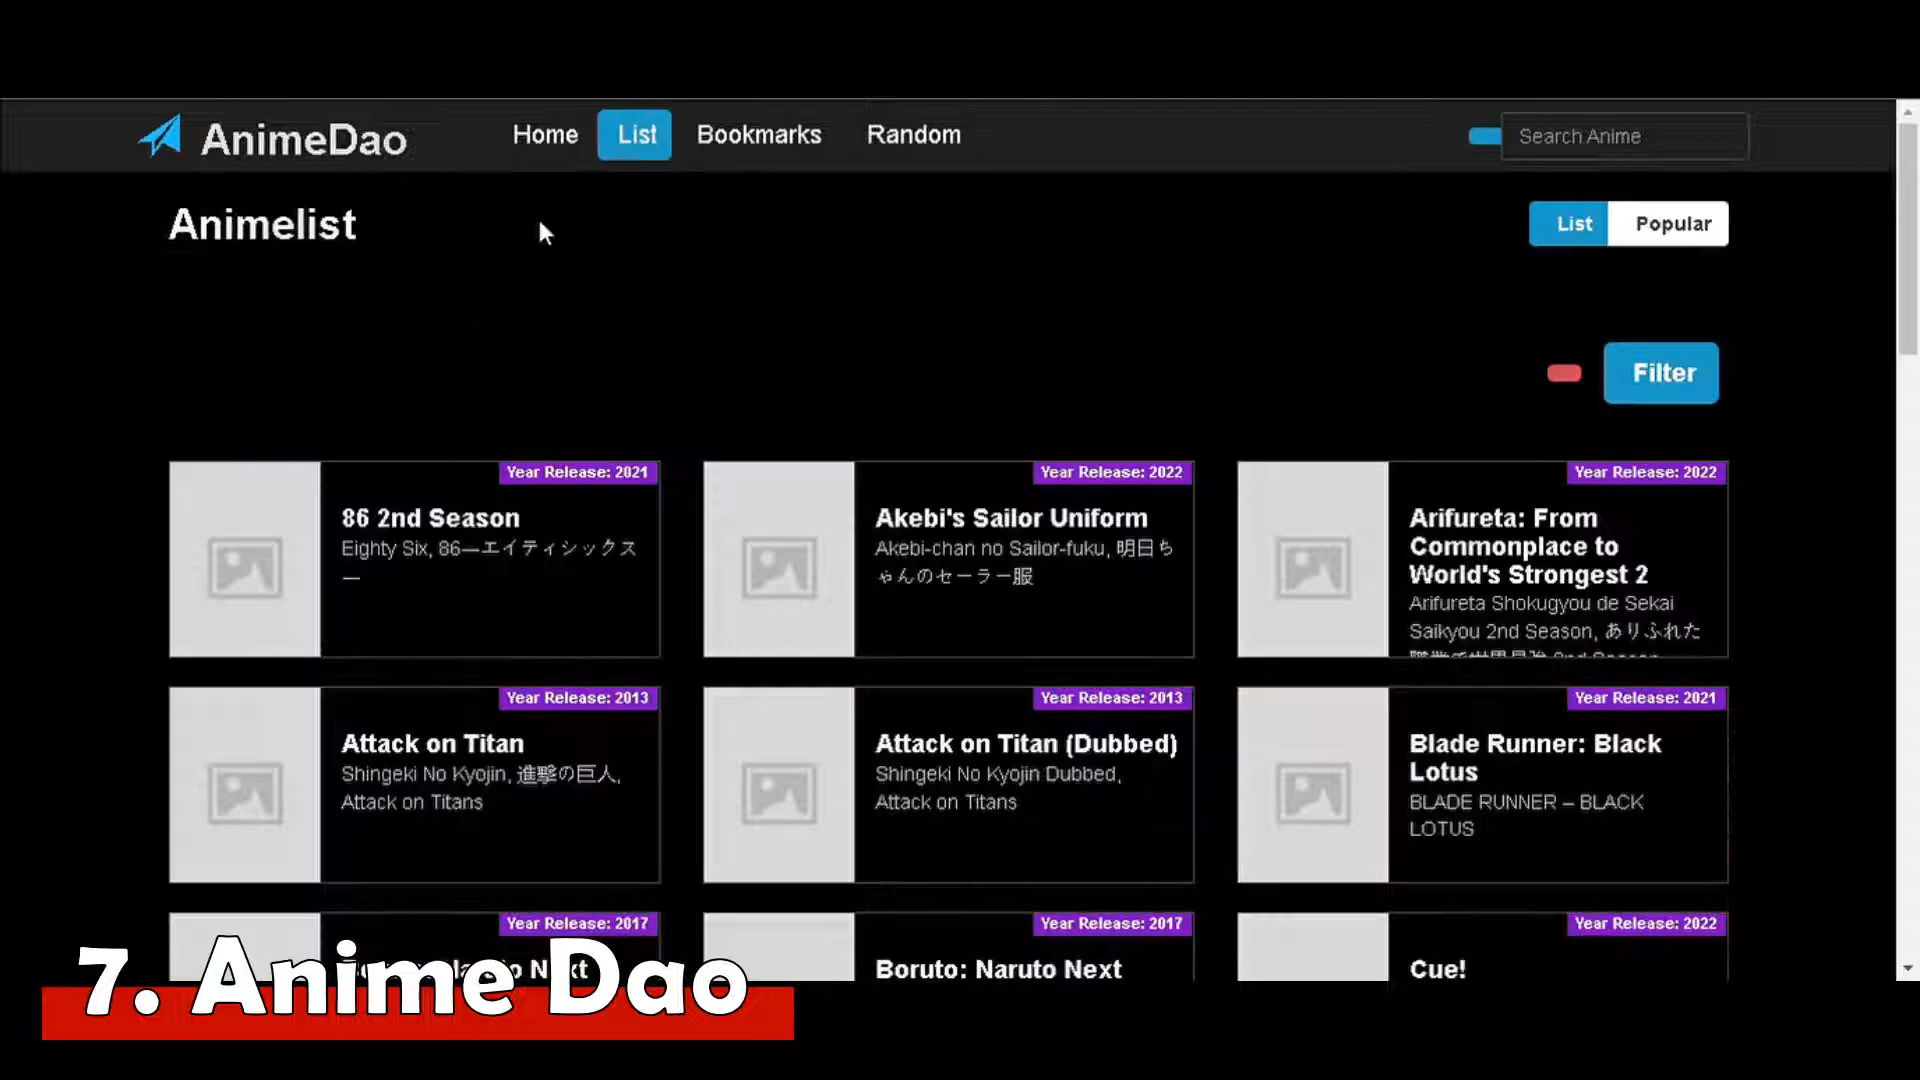 AnimeDao
Home
List
Bookmarks
Random
Search Anime
Animelist
List
Popular
Filter
Year Release: 2021
86 2nd Season
Eighty Six, 86—エイティシックス
—
Year Release: 2022
Akebi's Sailor Uniform
Akebi-chan no Sailor-fuku, 明日ち
ゃんのセーラー服
Year Release: 2022
Arifureta: From
Commonplace to
World's Strongest 2
Arifureta Shokugyou de Sekai
Saikyou 2nd Season, ありふれた
Year Release: 2013
Attack on Titan
Shingeki No Kyojin, 進撃の巨人,
Attack on Titans
Year Release: 2013
Attack on Titan (Dubbed)
Shingeki No Kyojin Dubbed,
Attack on Titans
Year Release: 2021
Blade Runner: Black
Lotus
BLADE RUNNER – BLACK
LOTUS
Year Release: 2017
Year Release: 2017
Boruto: Naruto Next
Year Release: 2022
Cue!
7. Anime Dao